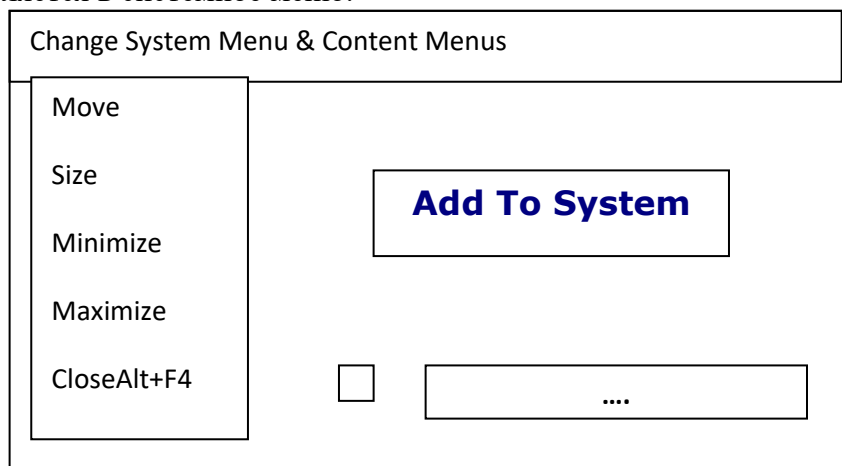 Change System Menu & Content Menus
Move
Size
Add To System
Minimize
Maximize
CloseAlt+F4
....